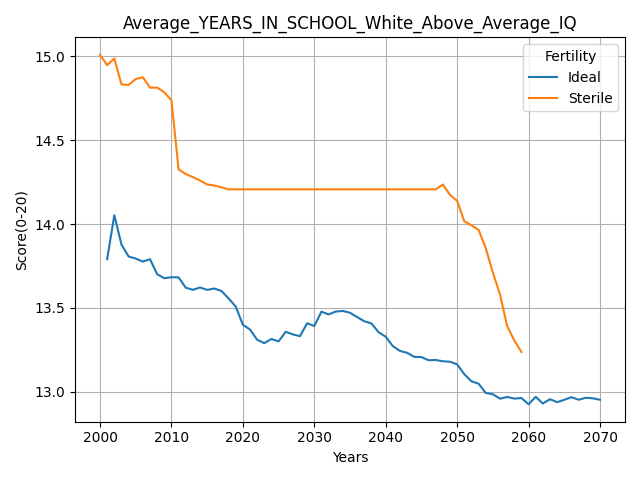 Average_YEARS_IN_SCHOOL_White_Above_Average_IQ
Fertility
Ideal
Sterile
Score(0-20)
15.0
14.5
14.0
13.5
13.0
2000 2010 2020 2030 2040 2050 2060 2070
Years